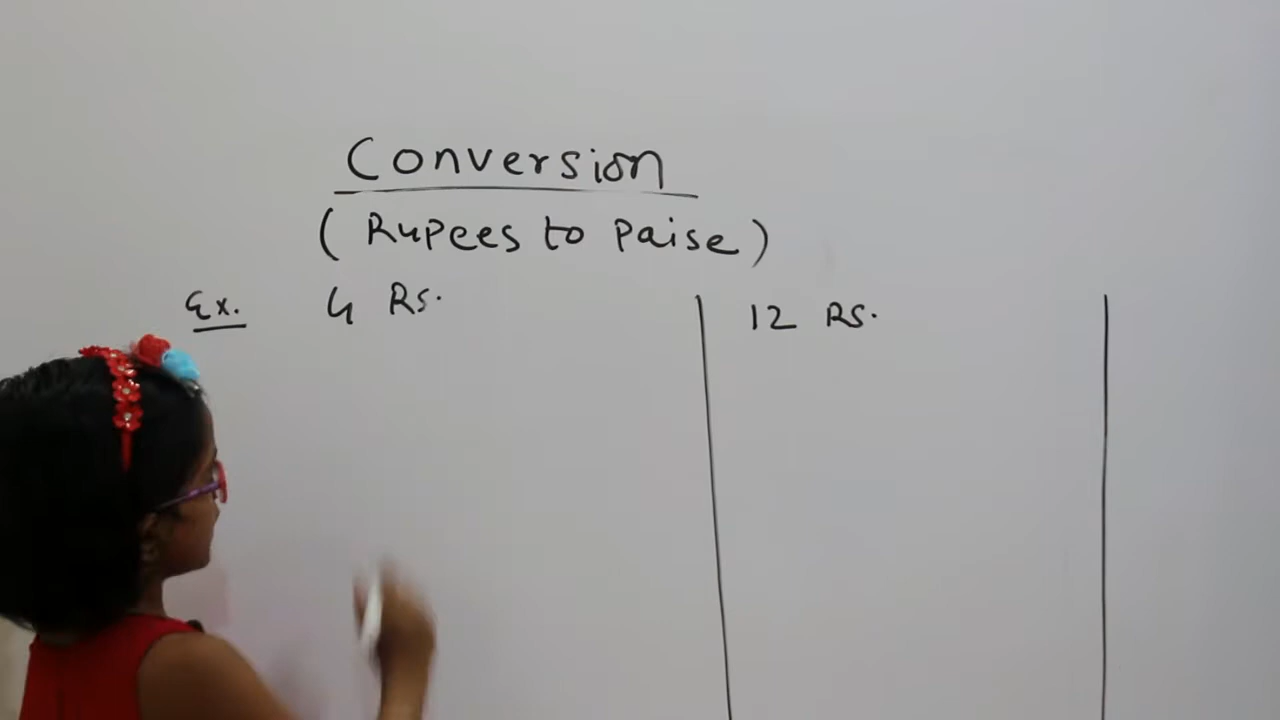 Conversion
(Rupees to Paise)
Ex. 4 Rs. 12 RS.